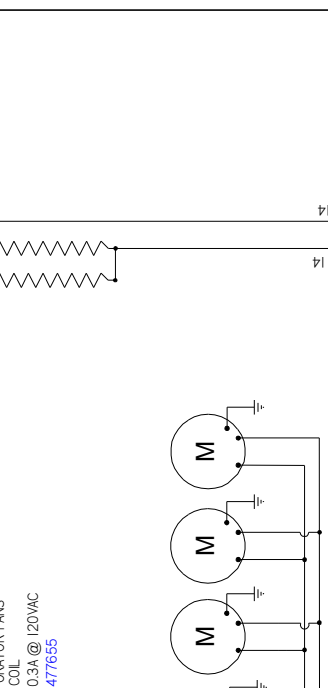 14
14
M
M
M
ORATOR FANS
COIL
0.3A @ 120VAC
477655